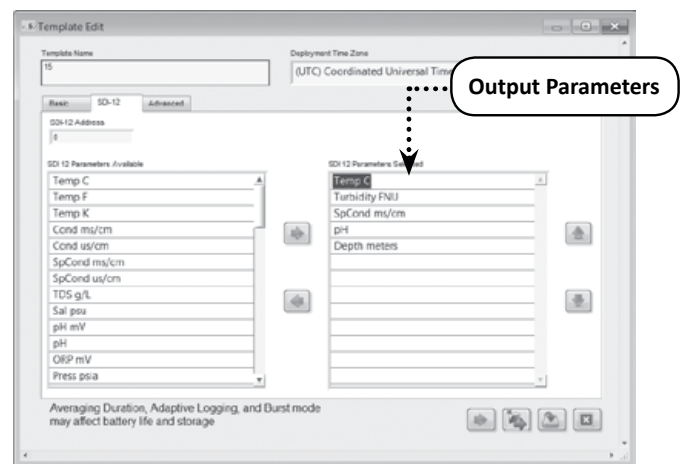 Template Edit
Template Name
Deployment Time Zone
15
(UTC) Coordinated Universal Time
Output Parameters
Basic SDI-12 Advanced
SDI-12 Address
0
SDI 12 Parameters Available
SDI 12 Parameters Selected
Temp C
Temp F
Temp K
Cond ms/cm
Cond us/cm
SpCond ms/cm
SpCond us/cm
TDS g/L
Sal psu
pH mV
pH
ORP mV
Press psia
Temp C
Turbidity FNU
SpCond ms/cm
pH
Depth meters
Averaging Duration, Adaptive Logging, and Burst mode
may affect battery life and storage